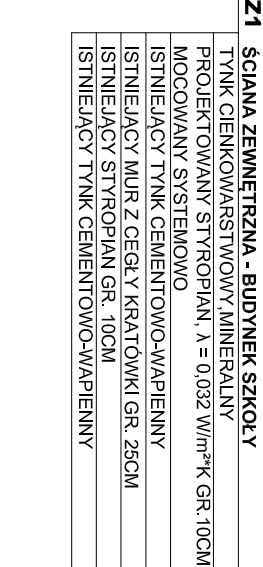 Z1 ŚCIANA ZEWNĘTRZNA - BUDYNEK SZKOŁY
TYNK CIENKOWARSTWOWY,MINERALNY
PROJEKTOWANY STYROPIAN, λ = 0,032 W/m²*K GR.10CM
MOCOWANY SYSTEMOWO
ISTNIEJĄCY TYNK CEMENTOWO-WAPIENNY
ISTNIEJĄCY MUR Z CEGŁY KRATÓWKI GR. 25CM
ISTNIEJĄCY STYROPIAN GR. 10CM
ISTNIEJĄCY TYNK CEMENTOWO-WAPIENNY